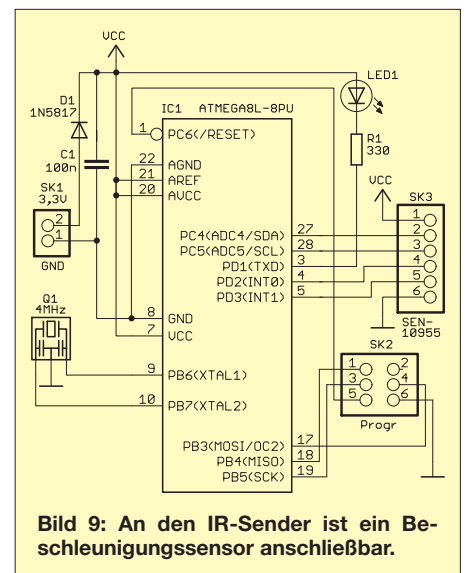 VCC
LED1
D1
1N5817
IC1 ATMEGA8L-8PU
1
PC6(/RESET)
R1
330
C1
100n
22
AGND
21
AREF
20
AVCC
SK1
3,3V
2
1
GND
VCC
SK3
PC4(ADC4/SDA)
27
PC5(ADC5/SCL)
28
PD1(TXD)
3
PD2(INT0)
4
PD3(INT1)
5
1
2
3
4
5
6
SEN-
10955
8
GND
7
VCC
Q1
4MHz
9
PB6(XTAL1)
10
PB7(XTAL2)
SK2
1
2
3
4
5
6
Progr
PB3(MOSI/OC2)
17
PB4(MISO)
18
PB5(SCK)
19
Bild 9: An den IR-Sender ist ein Be-
schleunigungssensor anschließbar.